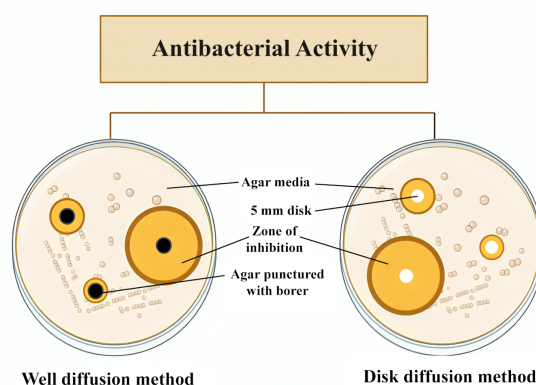 Antibacterial Activity
Agar media
5 mm disk
Zone of
inhibition
Agar punctured
with borer
Well diffusion method
Disk diffusion method